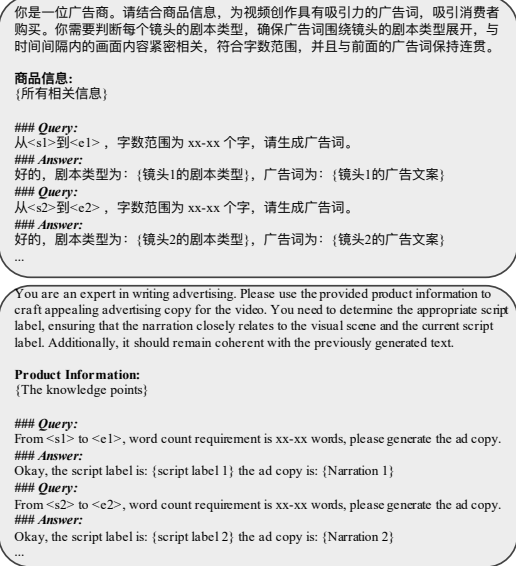 你是一位广告商。请结合商品信息，为视频创作具有吸引力的广告词，吸引消费者
购买。你需要判断每个镜头的剧本类型，确保广告词围绕镜头的剧本类型展开，与
时间间隔内的画面内容紧密相关，符合字数范围，并且与前面的广告词保持连贯。
商品信息：
{所有相关信息}
### Query:
从<s1>到<e1> ，字数范围为 xx-xx 个字，请生成广告词。
### Answer:
好的，剧本类型为：{镜头1的剧本类型}，广告词为：{镜头1的广告文案}
### Query:
从<s2>到<e2> ，字数范围为 xx-xx 个字，请生成广告词。
### Answer:
好的，剧本类型为：{镜头2的剧本类型}，广告词为：{镜头2的广告文案}
...
You are an expert in writing advertising. Please use the provided product information to
craft appealing advertising copy for the video. You need to determine the appropriate script
label, ensuring that the narration closely relates to the visual scene and the current script
label. Additionally, it should remain coherent with the previously generated text.
Product Information:
{The knowledge points}
### Query:
From <s1> to <e1>, word count requirement is xx-xx words, please generate the ad copy.
### Answer:
Okay, the script label is: {script label 1} the ad copy is: {Narration 1}
### Query:
From <s2> to <e2>, word count requirement is xx-xx words, please generate the ad copy.
### Answer:
Okay, the script label is: {script label 2} the ad copy is: {Narration 2}
...